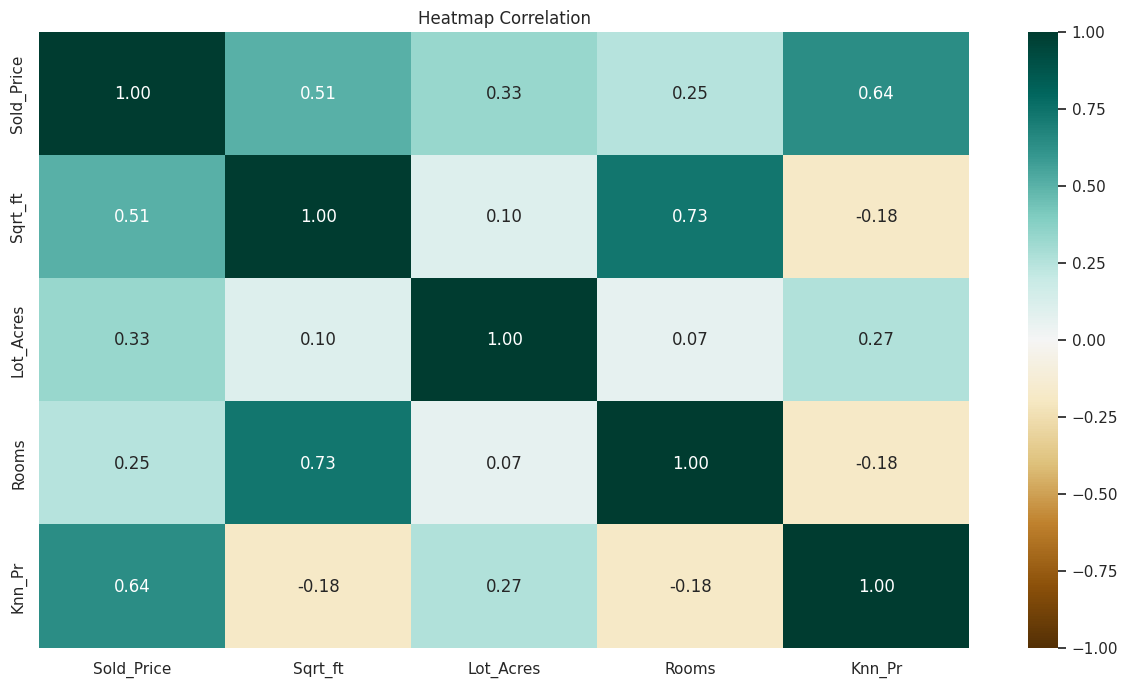 Heatmap Correlation
Sold_Price 1.00 0.51 0.33 0.25 0.64
Sqrt_ft 0.51 1.00 0.10 0.73 -0.18
Lot_Acres 0.33 0.10 1.00 0.07 0.27
Rooms 0.25 0.73 0.07 1.00 -0.18
Knn_Pr 0.64 -0.18 0.27 -0.18 1.00
Sold_Price Sqrt_ft Lot_Acres Rooms Knn_Pr
1.00
0.75
0.50
0.25
0.00
−0.25
−0.50
−0.75
−1.00